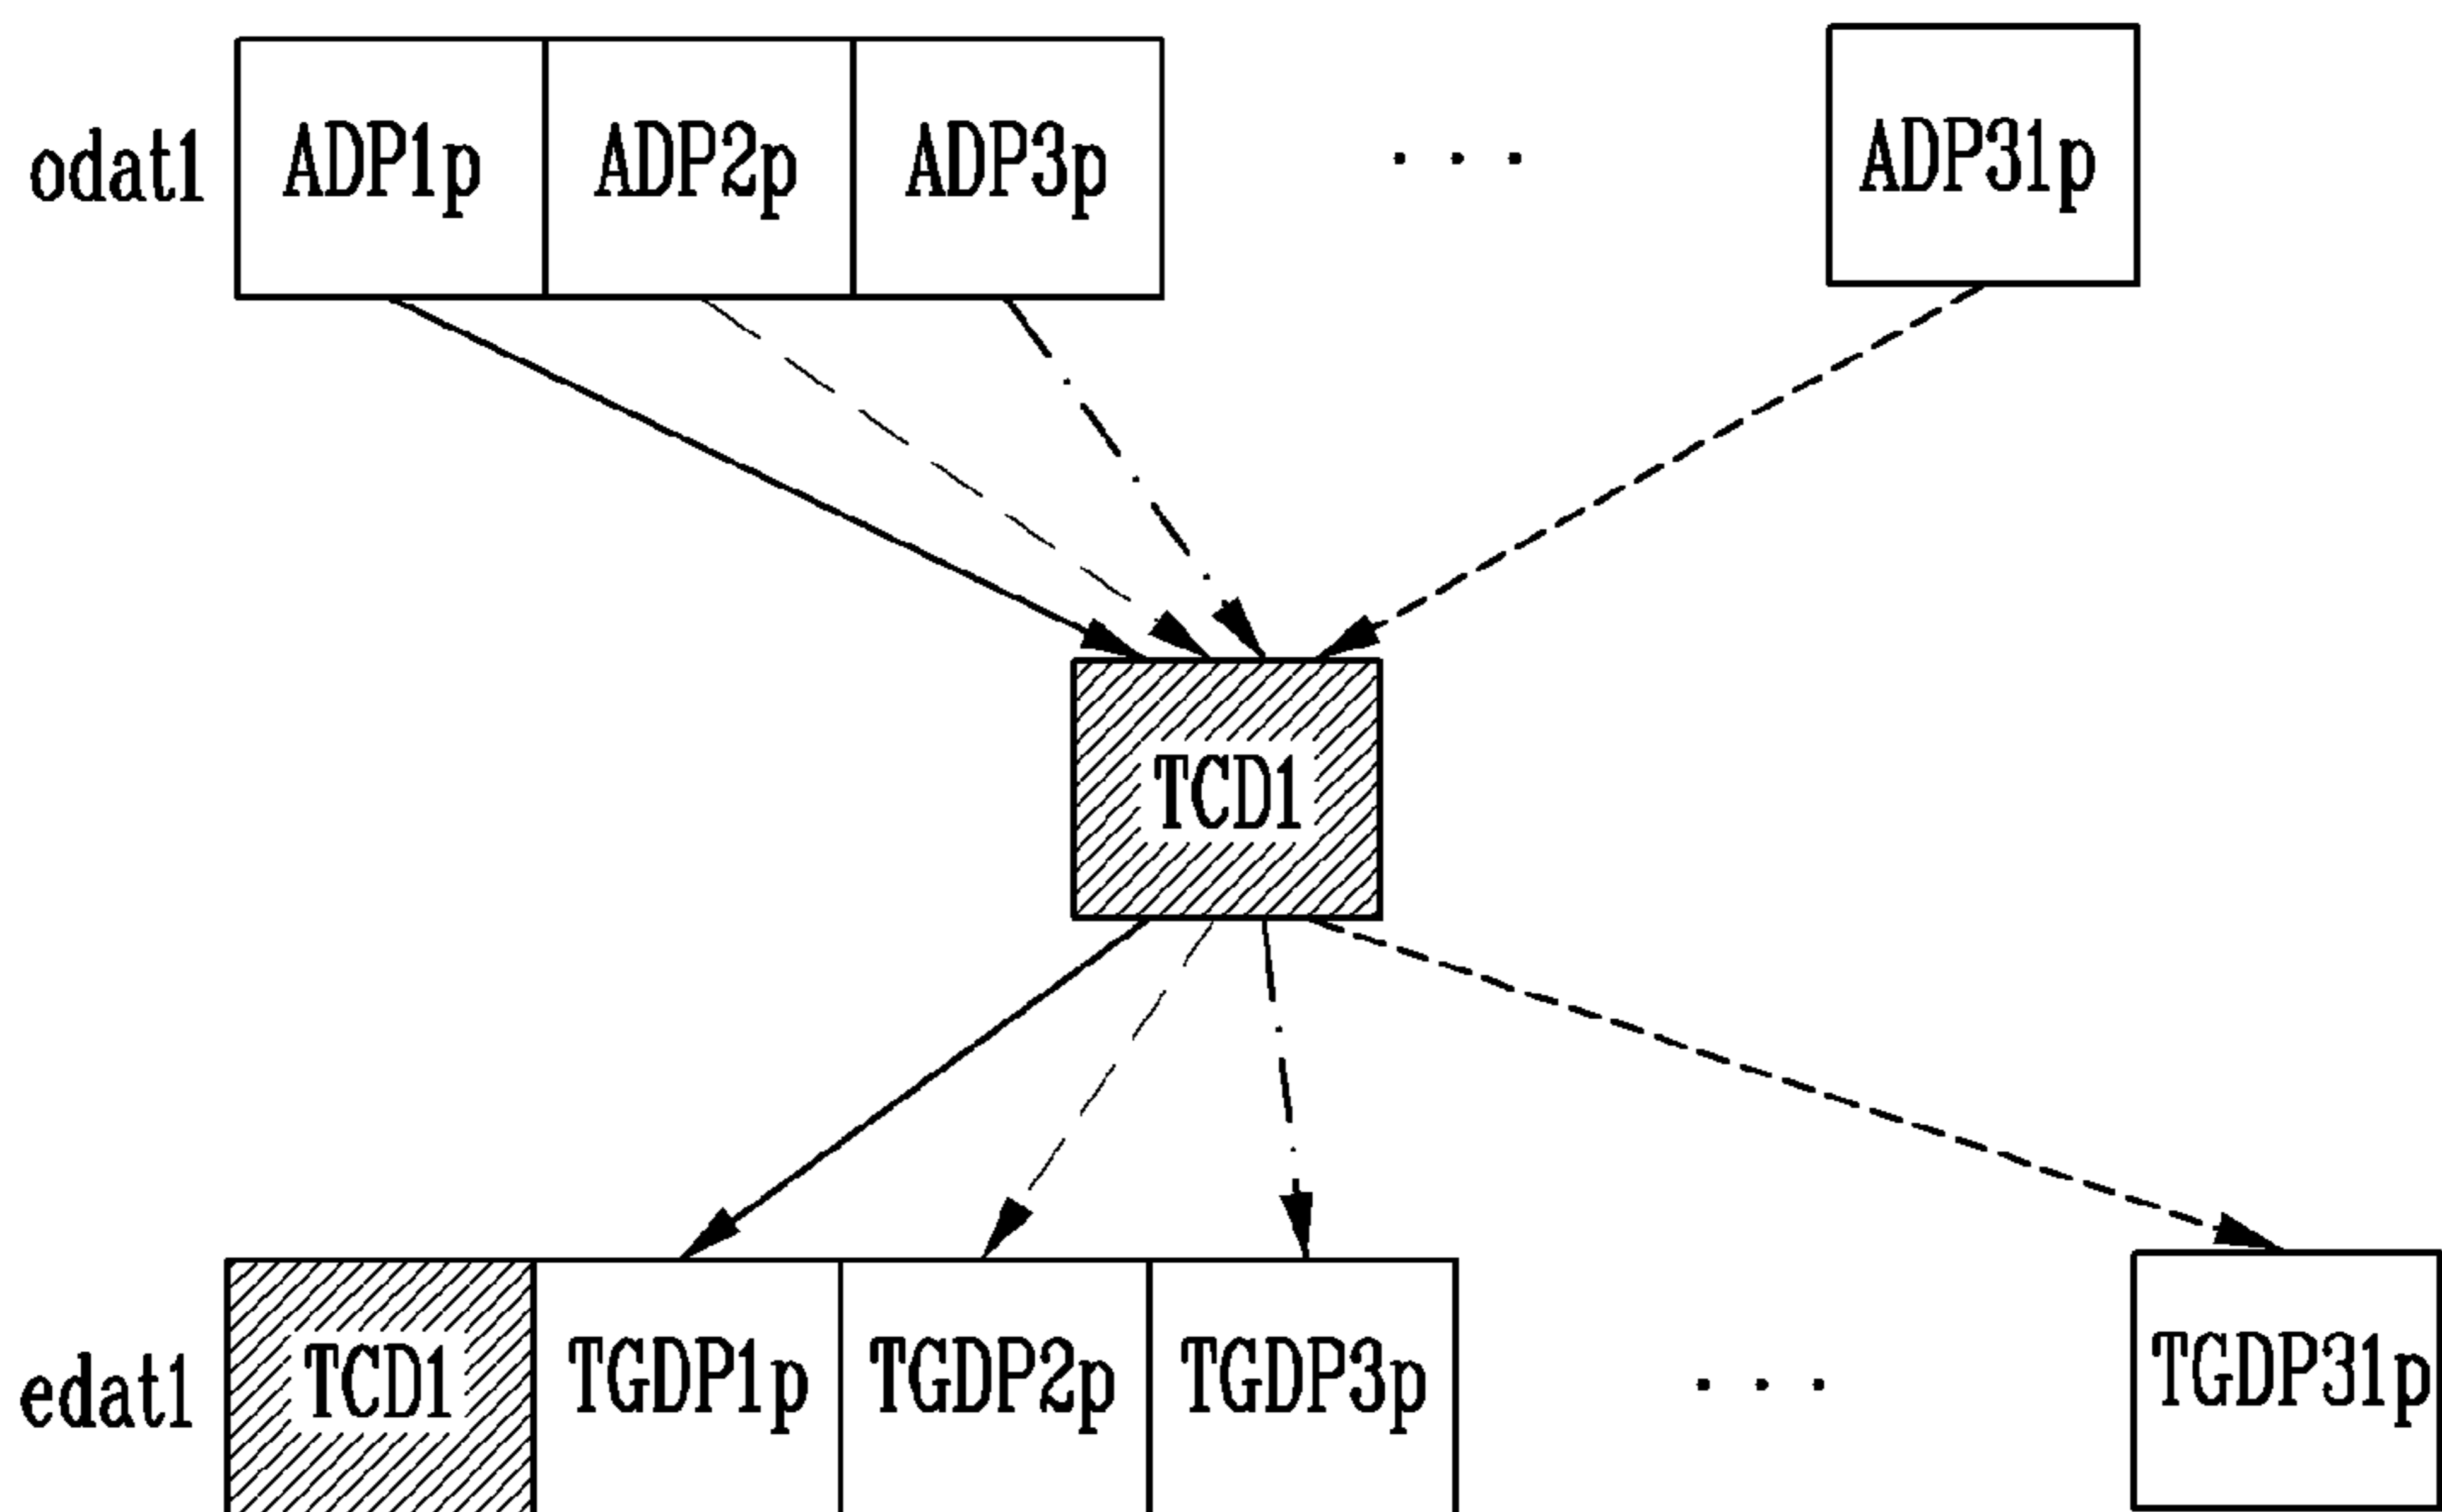 odat1 ADP1p ADP2p ADP3p . . . ADP31p
TCD1
edat1 TCD1 TGDP1p TGDP2p TGDP3p . . . TGDP31p